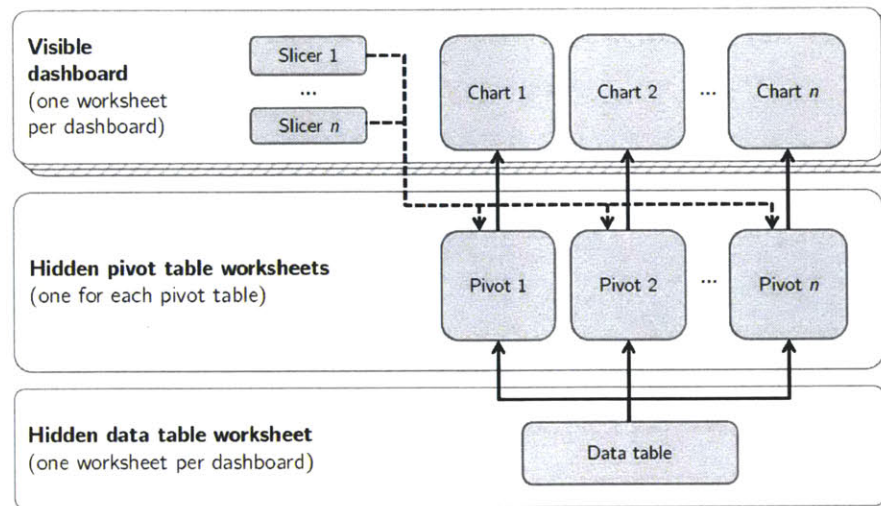 Visible
dashboard
(one worksheet
per dashboard)
Slicer 1
...
Slicer n
Chart 1
Chart 2
...
Chart n
Hidden pivot table worksheets
(one for each pivot table)
Pivot 1
Pivot 2
...
Pivot n
Hidden data table worksheet
(one worksheet per dashboard)
Data table